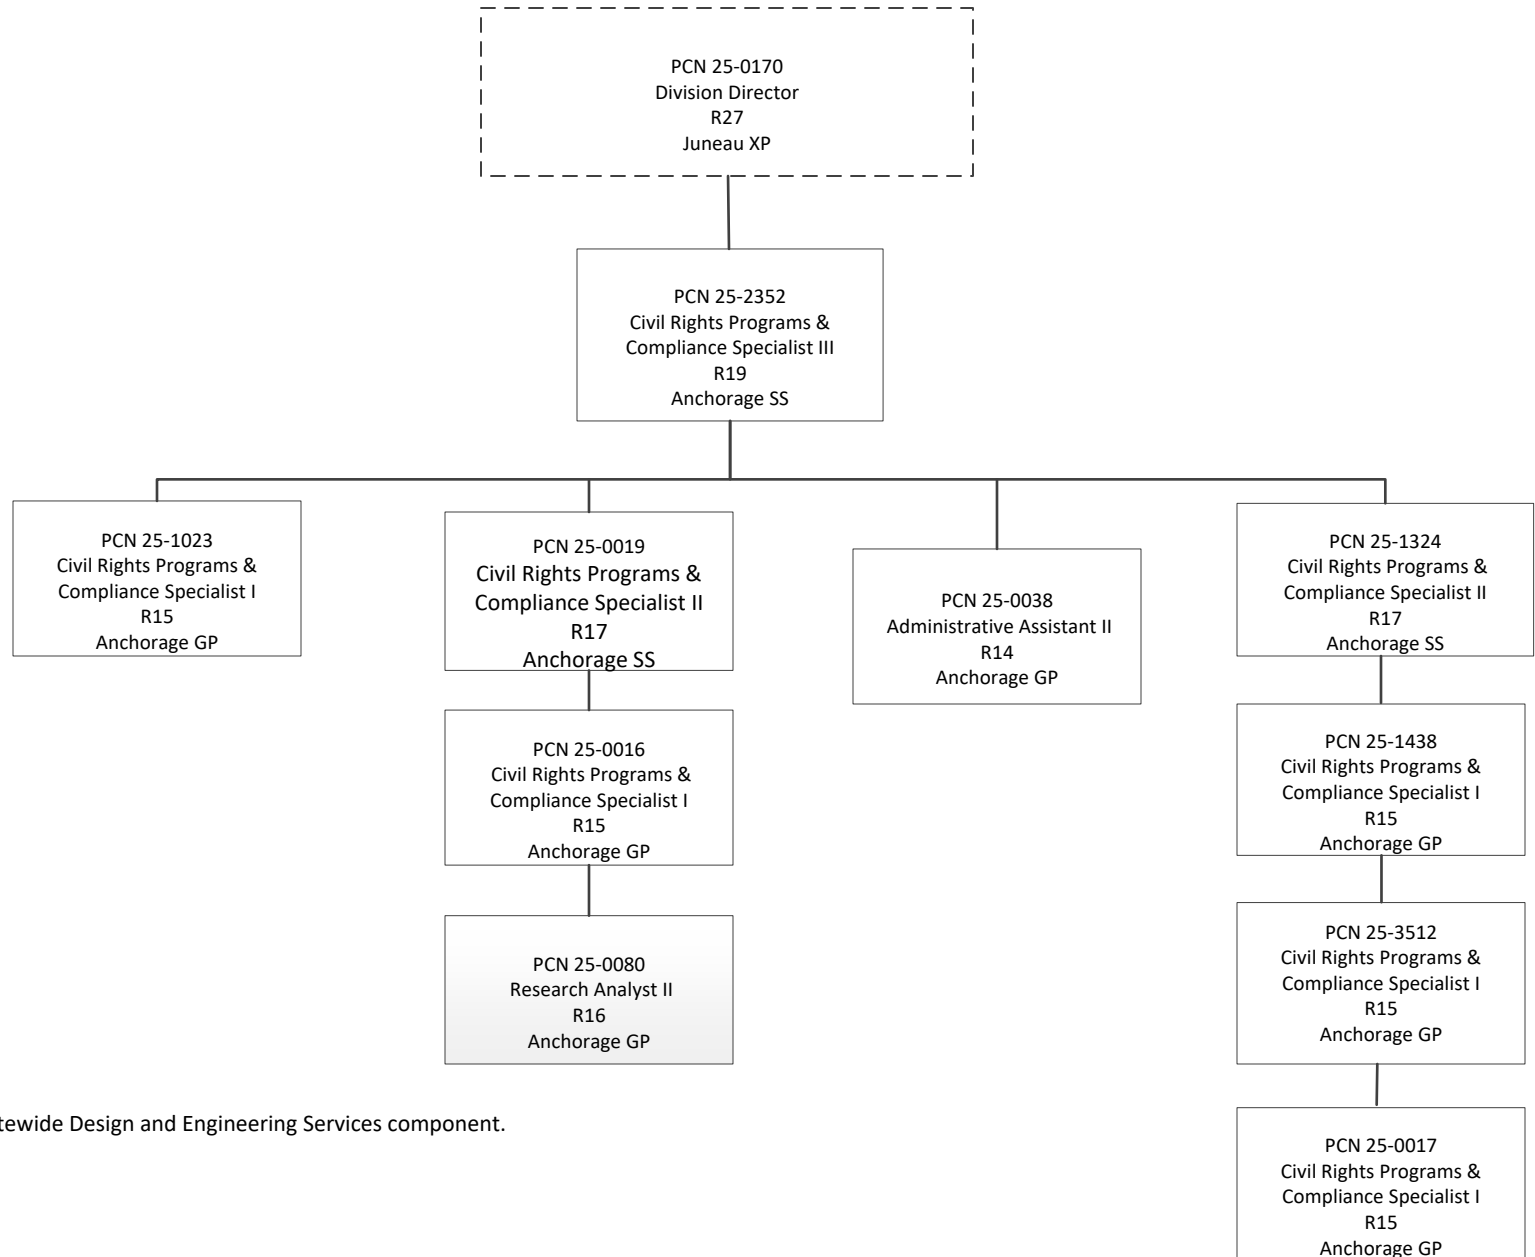 PCN 25-0170
Division Director
R27
Juneau XP
PCN 25-2352
Civil Rights Programs &
Compliance Specialist III
R19
Anchorage SS
PCN 25-1023
Civil Rights Programs &
Compliance Specialist I
R15
Anchorage GP
PCN 25-0019
Civil Rights Programs &
Compliance Specialist II
R17
Anchorage SS
PCN 25-0038
Administrative Assistant II
R14
Anchorage GP
PCN 25-1324
Civil Rights Programs &
Compliance Specialist II
R17
Anchorage SS
PCN 25-0016
Civil Rights Programs &
Compliance Specialist I
R15
Anchorage GP
PCN 25-1438
Civil Rights Programs &
Compliance Specialist I
R15
Anchorage GP
PCN 25-0080
Research Analyst II
R16
Anchorage GP
PCN 25-3512
Civil Rights Programs &
Compliance Specialist I
R15
Anchorage GP
tewide Design and Engineering Services component.
PCN 25-0017
Civil Rights Programs &
Compliance Specialist I
R15
Anchorage GP